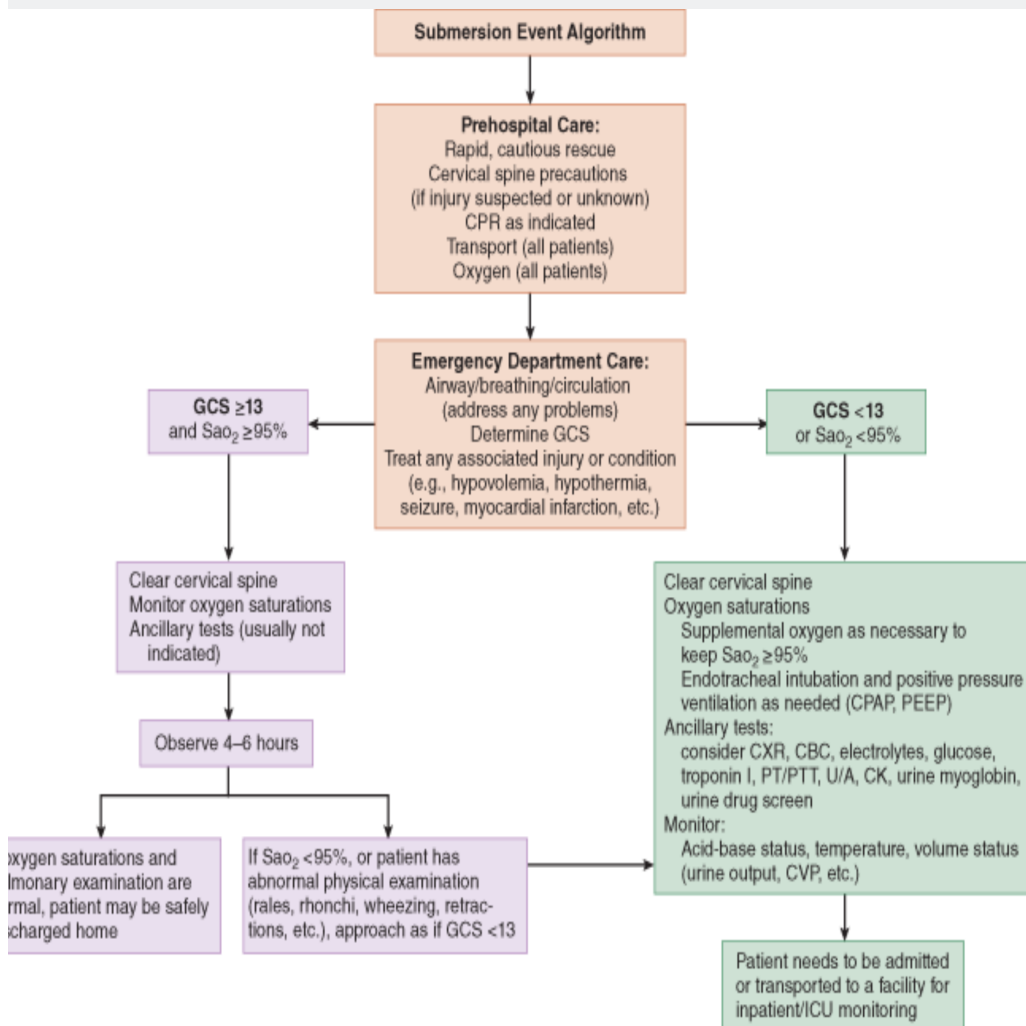 Submersion Event Algorithm
Prehospital Care:
Rapid, cautious rescue
Cervical spine precautions
(if injury suspected or unknown)
CPR as indicated
Transport (all patients)
Oxygen (all patients)
Emergency Department Care:
Airway/breathing/circulation
(address any problems)
Determine GCS
Treat any associated injury or condition
(e.g., hypovolemia, hypothermia,
seizure, myocardial infarction, etc.)
GCS ≥13
and Sao₂ ≥95%
GCS <13
or Sao₂ <95%
Clear cervical spine
Monitor oxygen saturations
Ancillary tests (usually not
indicated)
Observe 4–6 hours
oxygen saturations and
examination are
patient may be safely
home
If Sao₂ <95%, or patient has
abnormal physical examination
(rales, rhonchi, wheezing, retrac-
tions, etc.), approach as if GCS <13
Clear cervical spine
Oxygen saturations
Supplemental oxygen as necessary to
keep Sao₂ ≥95%
Endotracheal intubation and positive pressure
ventilation as needed (CPAP, PEEP)
Ancillary tests:
consider CXR, CBC, electrolytes, glucose,
troponin I, PT/PTT, U/A, CK, urine myoglobin,
urine drug screen
Monitor:
Acid-base status, temperature, volume status
(urine output, CVP, etc.)
Patient needs to be admitted
or transported to a facility for
inpatient/ICU monitoring